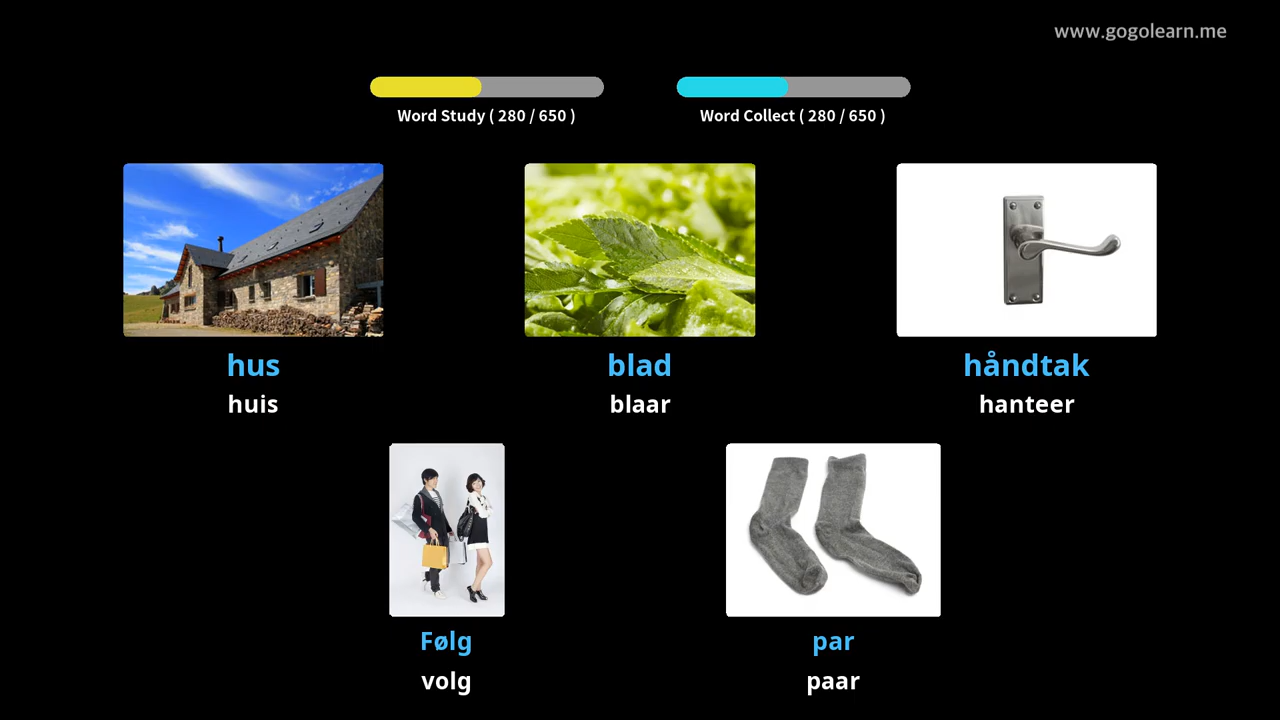 www.gogolearn.me
Word Study ( 280 / 650 )
Word Collect ( 280 / 650 )
hus
huis
blad
blaar
håndtak
hanteer
Følg
volg
par
paar